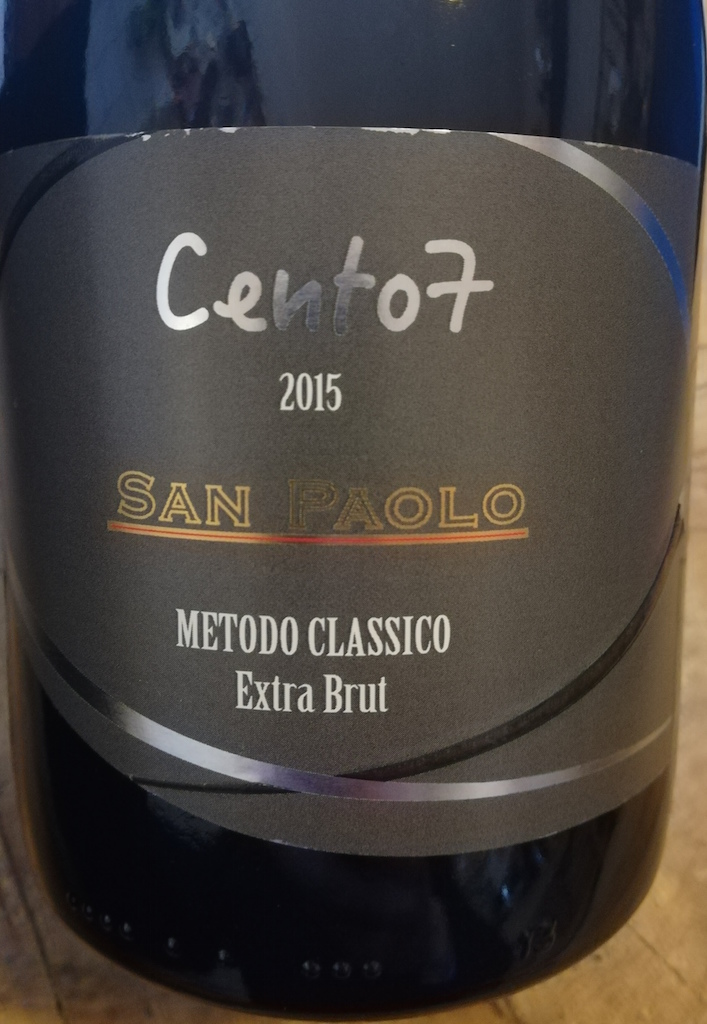 Cento7
2015
SAN PAOLO
METODO CLASSICO
Extra Brut